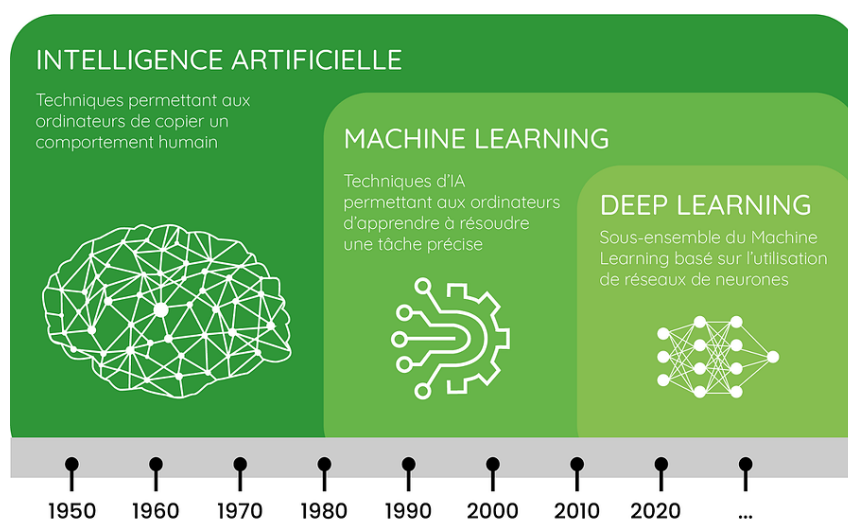 INTELLIGENCE ARTIFICIELLE
Techniques permettant aux
ordinateurs de copier un
comportement humain
MACHINE LEARNING
Techniques d'IA
permettant aux ordinateurs
d'apprendre à résoudre
une tâche précise
DEEP LEARNING
Sous-ensemble du Machine
Learning basé sur l'utilisation
de réseaux de neurones
1950 1960 1970 1980 1990 2000 2010 2020 ...